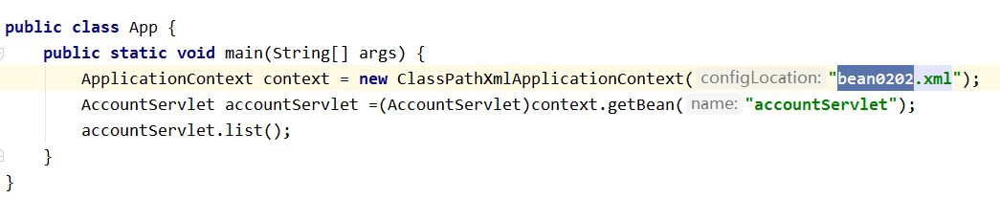 public class App {
public static void main(String[] args) {
ApplicationContext context = new ClassPathXmlApplicationContext( configLocation: "bean0202.xml");
AccountServlet accountServlet =(AccountServlet)context.getBean( name: "accountServlet");
accountServlet.list();
}
}